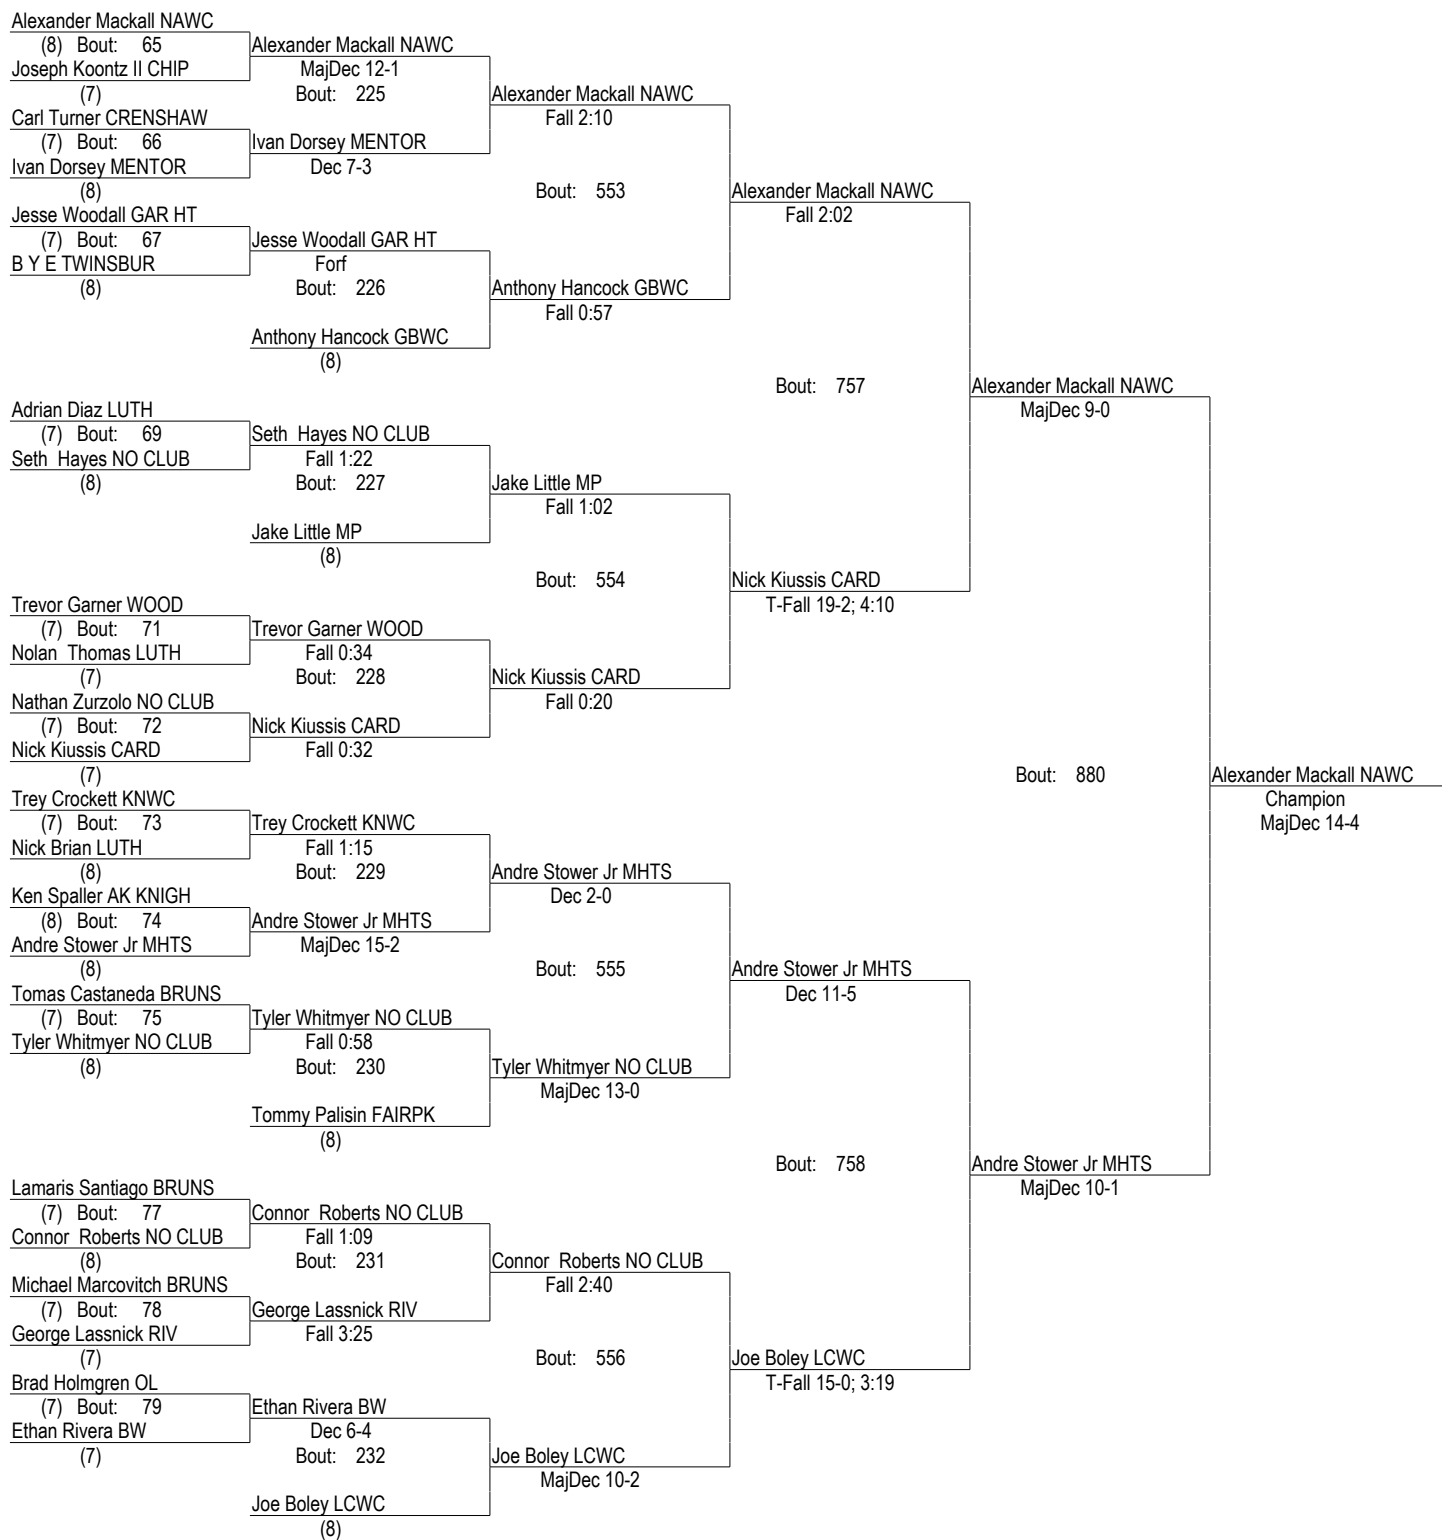 Alexander Mackall NAWC
(8) Bout: 65
Alexander Mackall NAWC
Joseph Koontz II CHIP
MajDec 12-1
(7)
Bout: 225
Alexander Mackall NAWC
Carl Turner CRENSHAW
Fall 2:10
(7) Bout: 66
Ivan Dorsey MENTOR
Ivan Dorsey MENTOR
Dec 7-3
(8)
Bout: 553
Alexander Mackall NAWC
Jesse Woodall GAR HT
Fall 2:02
(7) Bout: 67
Jesse Woodall GAR HT
B Y E TWINSBUR
Forf
(8)
Bout: 226
Anthony Hancock GBWC
Fall 0:57
Anthony Hancock GBWC
(8)
Bout: 757
Alexander Mackall NAWC
Adrian Diaz LUTH
MajDec 9-0
(7) Bout: 69
Seth  Hayes NO CLUB
Seth  Hayes NO CLUB
Fall 1:22
(8)
Bout: 227
Jake Little MP
Fall 1:02
Jake Little MP
(8)
Bout: 554
Nick Kiussis CARD
Trevor Garner WOOD
T-Fall 19-2; 4:10
(7) Bout: 71
Trevor Garner WOOD
Nolan  Thomas LUTH
Fall 0:34
(7)
Bout: 228
Nick Kiussis CARD
Nathan Zurzolo NO CLUB
Fall 0:20
(7) Bout: 72
Nick Kiussis CARD
Nick Kiussis CARD
Fall 0:32
(7)
Bout: 880
Alexander Mackall NAWC
Trey Crockett KNWC
Champion
(7) Bout: 73
Trey Crockett KNWC
MajDec 14-4
Nick Brian LUTH
Fall 1:15
(8)
Bout: 229
Andre Stower Jr MHTS
Ken Spaller AK KNIGH
Dec 2-0
(8) Bout: 74
Andre Stower Jr MHTS
Andre Stower Jr MHTS
MajDec 15-2
(8)
Bout: 555
Andre Stower Jr MHTS
Tomas Castaneda BRUNS
Dec 11-5
(7) Bout: 75
Tyler Whitmyer NO CLUB
Tyler Whitmyer NO CLUB
Fall 0:58
(8)
Bout: 230
Tyler Whitmyer NO CLUB
MajDec 13-0
Tommy Palisin FAIRPK
(8)
Bout: 758
Andre Stower Jr MHTS
Lamaris Santiago BRUNS
MajDec 10-1
(7) Bout: 77
Connor  Roberts NO CLUB
Connor  Roberts NO CLUB
Fall 1:09
(8)
Bout: 231
Connor  Roberts NO CLUB
Michael Marcovitch BRUNS
Fall 2:40
(7) Bout: 78
George Lassnick RIV
George Lassnick RIV
Fall 3:25
(7)
Bout: 556
Joe Boley LCWC
Brad Holmgren OL
T-Fall 15-0; 3:19
(7) Bout: 79
Ethan Rivera BW
Ethan Rivera BW
Dec 6-4
(7)
Bout: 232
Joe Boley LCWC
MajDec 10-2
Joe Boley LCWC
(8)